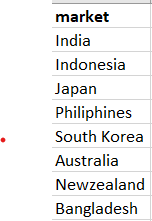 market
India
Indonesia
Japan
Philiphines
South Korea
Australia
Newzealand
Bangladesh